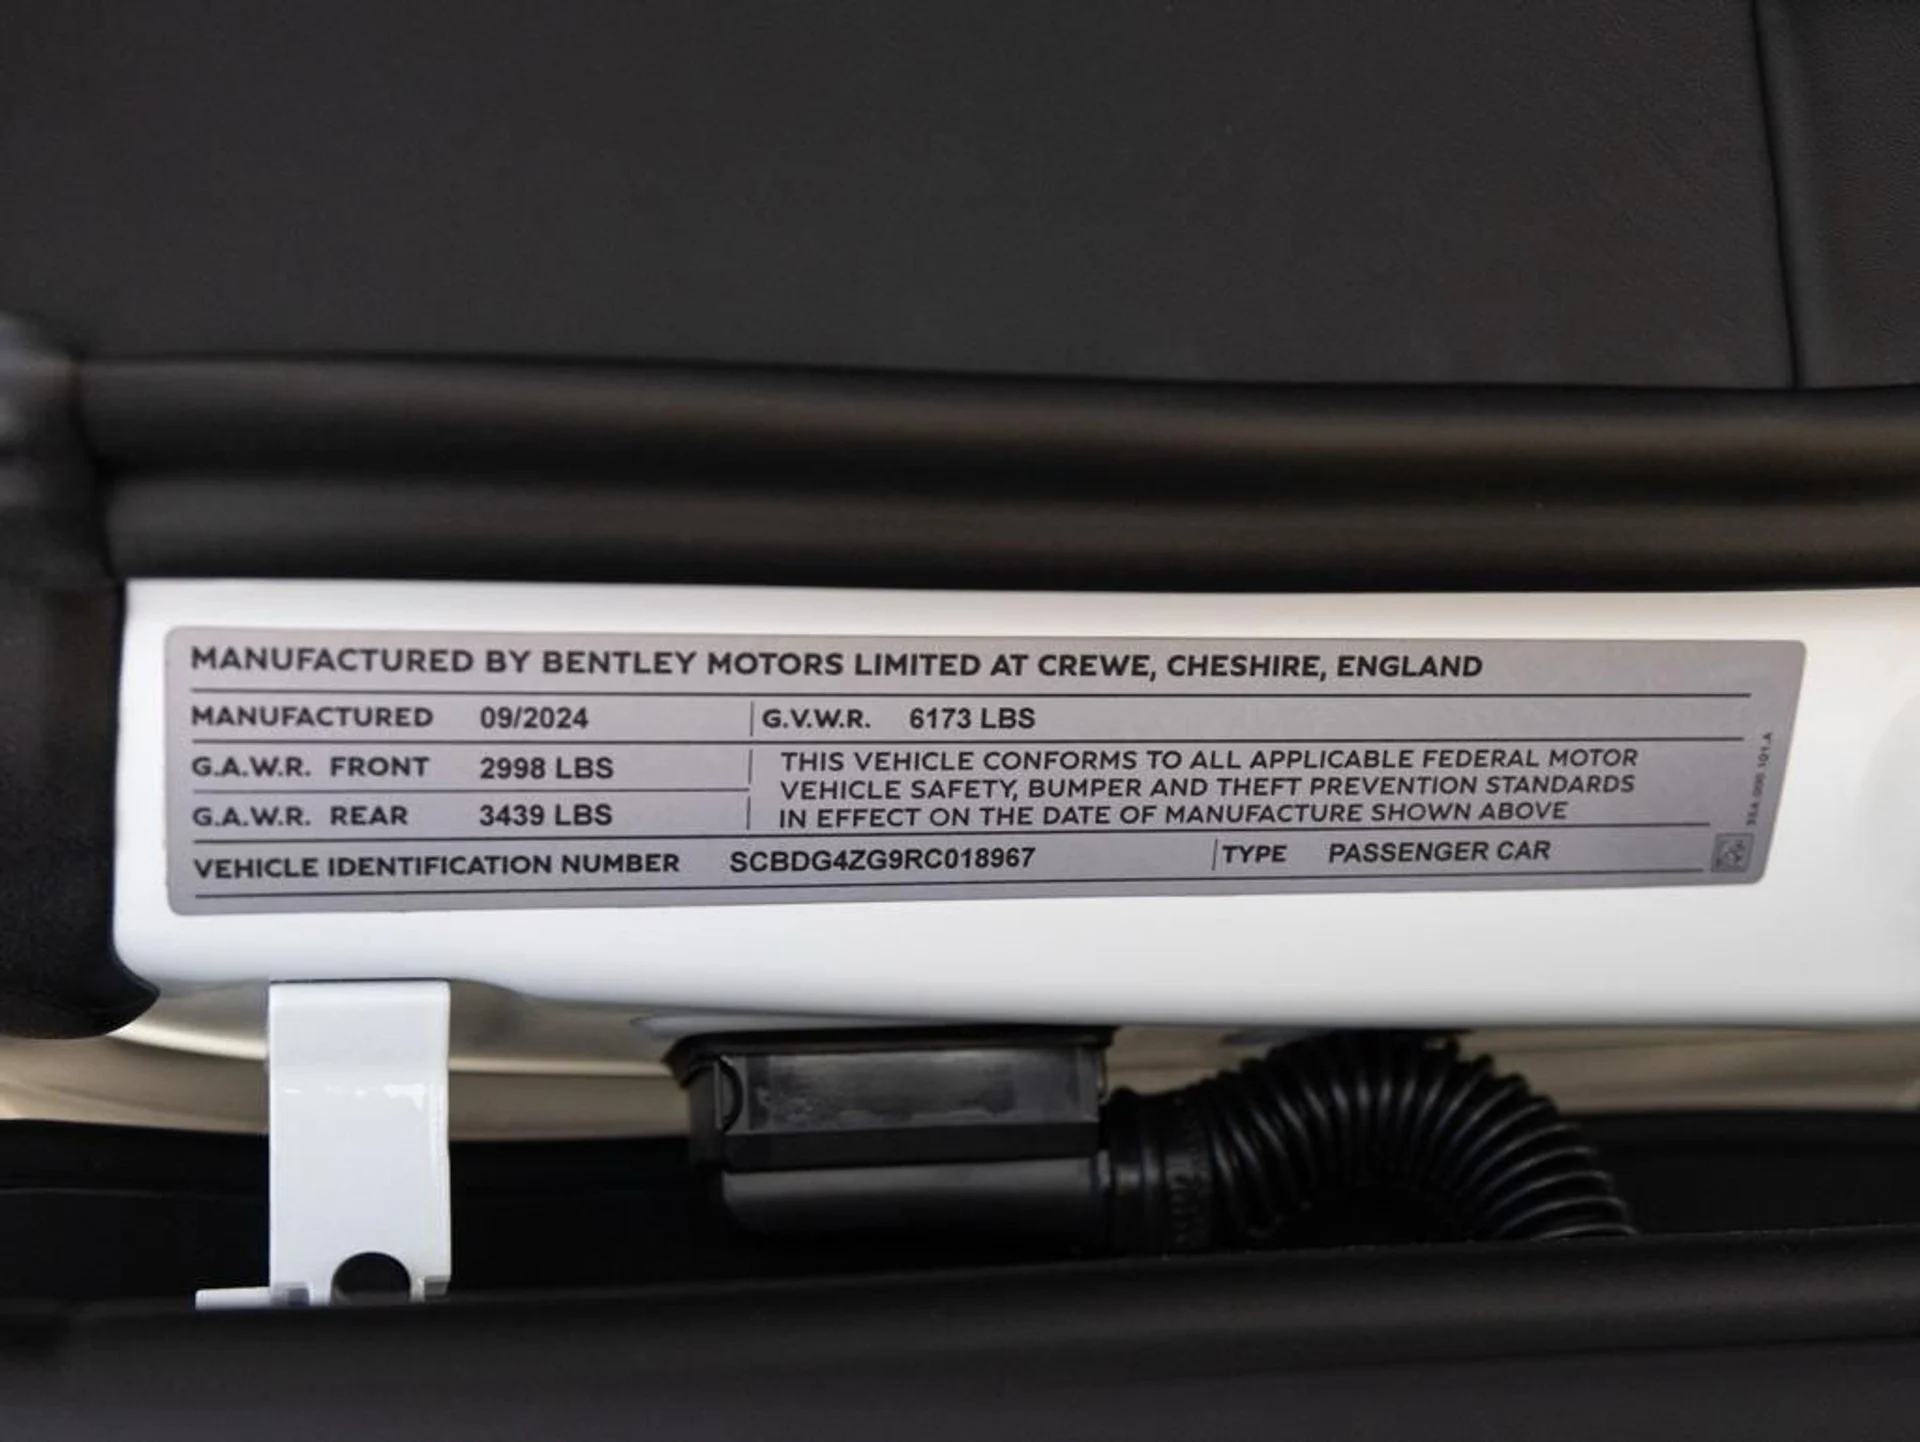 MANUFACTURED BY BENTLEY MOTORS LIMITED AT CREWE, CHESHIRE, ENGLAND
MANUFACTURED 09/2024 G.V.W.R. 6173 LBS
G.A.W.R. FRONT 2998 LBS
G.A.W.R. REAR 3439 LBS
THIS VEHICLE CONFORMS TO ALL APPLICABLE FEDERAL MOTOR
VEHICLE SAFETY, BUMPER AND THEFT PREVENTION STANDARDS
IN EFFECT ON THE DATE OF MANUFACTURE SHOWN ABOVE
VEHICLE IDENTIFICATION NUMBER SCBDG4ZG9RC018967 TYPE PASSENGER CAR